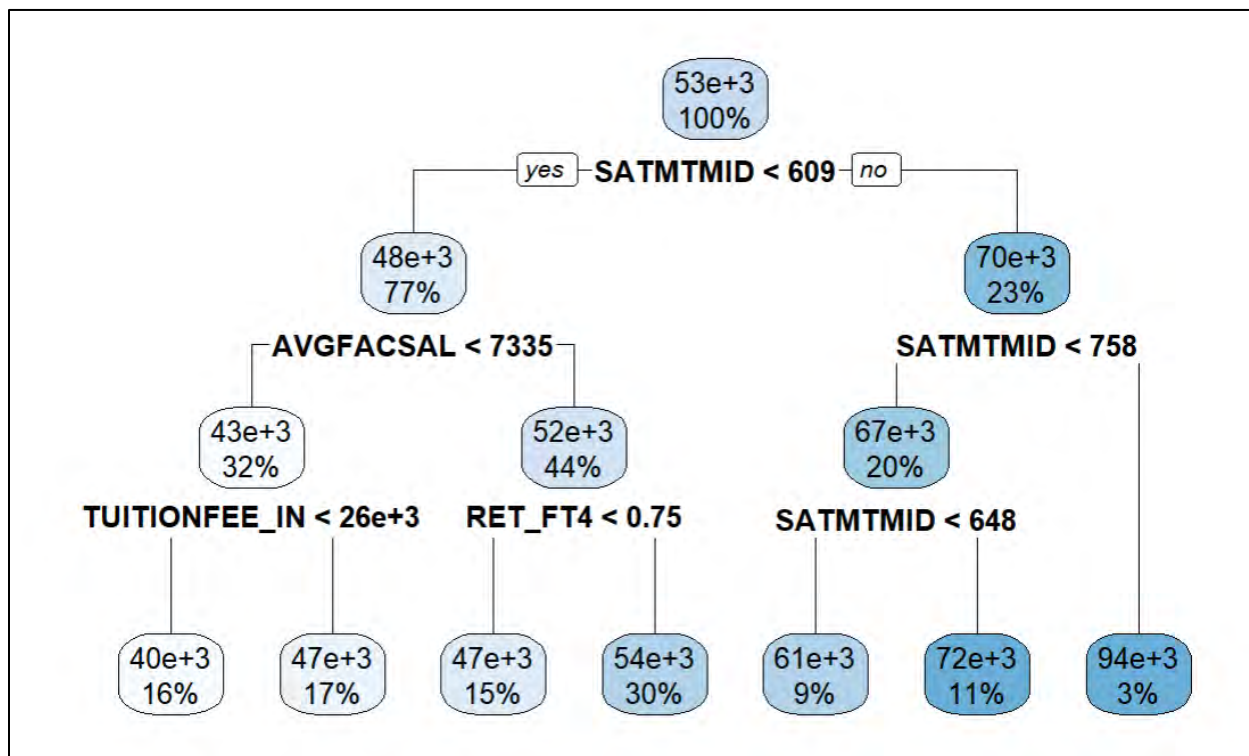 53e+3
100%
yes SATMTMID < 609 no
48e+3
77%
70e+3
23%
AVGFACSAL < 7335
SATMTMID < 758
43e+3
32%
52e+3
44%
67e+3
20%
TUITIONFEE_IN < 26e+3
RET_FT4 < 0.75
SATMTMID < 648
40e+3
16%
47e+3
17%
47e+3
15%
54e+3
30%
61e+3
9%
72e+3
11%
94e+3
3%